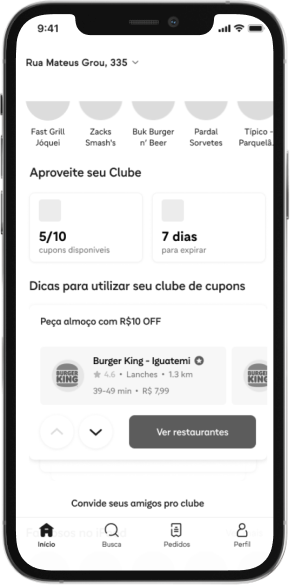 9:41
Rua Mateus Grou, 335
Fast Grill Zacks Buk Burger Pardal Típico -
Jóquei Smash's n' Beer Sorvetes Parquelâ.
Aproveite seu Clube
5/10 7 dias
cupons disponíveis para expirar
Dicas para utilizar seu clube de cupons
Peça almoço com R$10 OFF
BURGER KING
Burger King - Iguatemi
4.6 • Lanches • 1.3 km
39-49 min • R$ 7,99
BURGER KING
Ver restaurantes
Convide seus amigos pro clube
Início Busca Pedidos Perfil